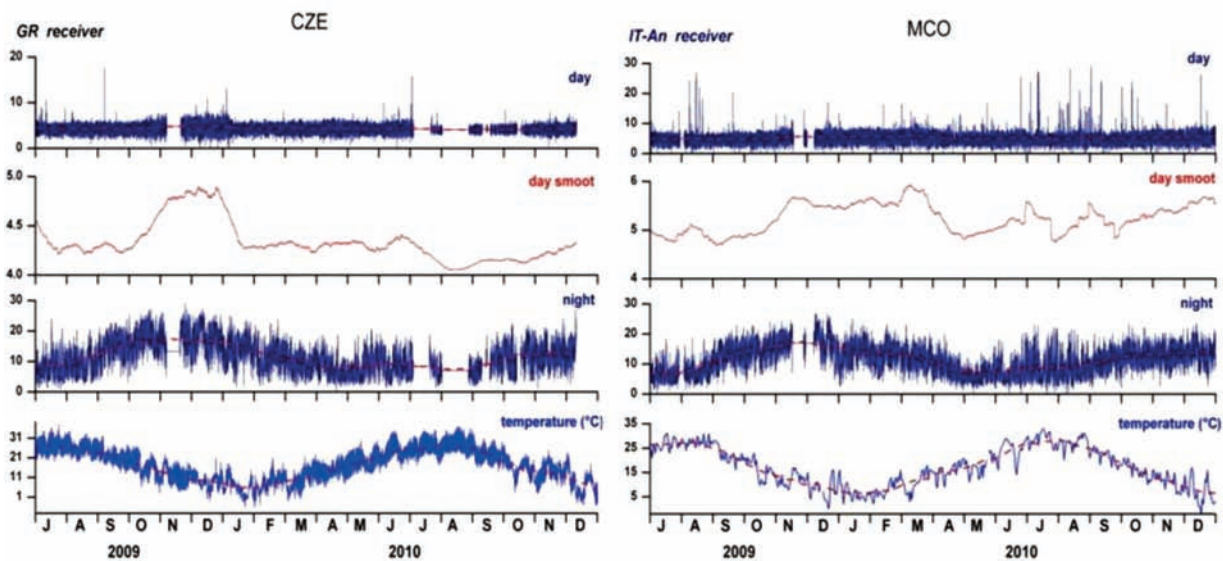 GR receiver
CZE
20
day
10
0
J A S O N D J F M A M J J A S O N D
5.0
day smoot
4.5
4.0
30
night
20
10
0
31
temperature (°C)
21
11
1
J A S O N D J F M A M J J A S O N D
2009 2010
IT-An receiver
MCO
30
day
20
10
0
J A S O N D J F M A M J J A S O N D
6
day smoot
5
4
30
night
20
10
0
35
temperature (°C)
25
15
5
J A S O N D J F M A M J J A S O N D
2009 2010